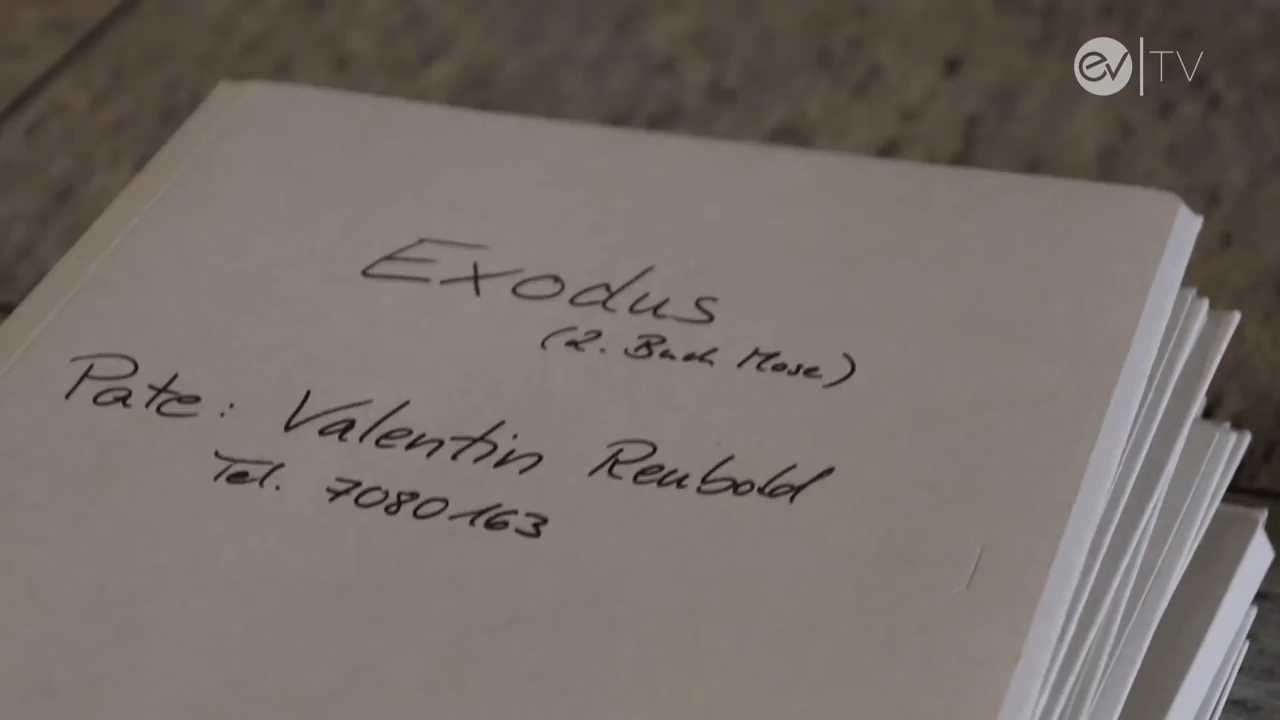 ev TV
Exodus
(2. Buch Mose)
Pate: Valentin Reubold
Tel. 7080163